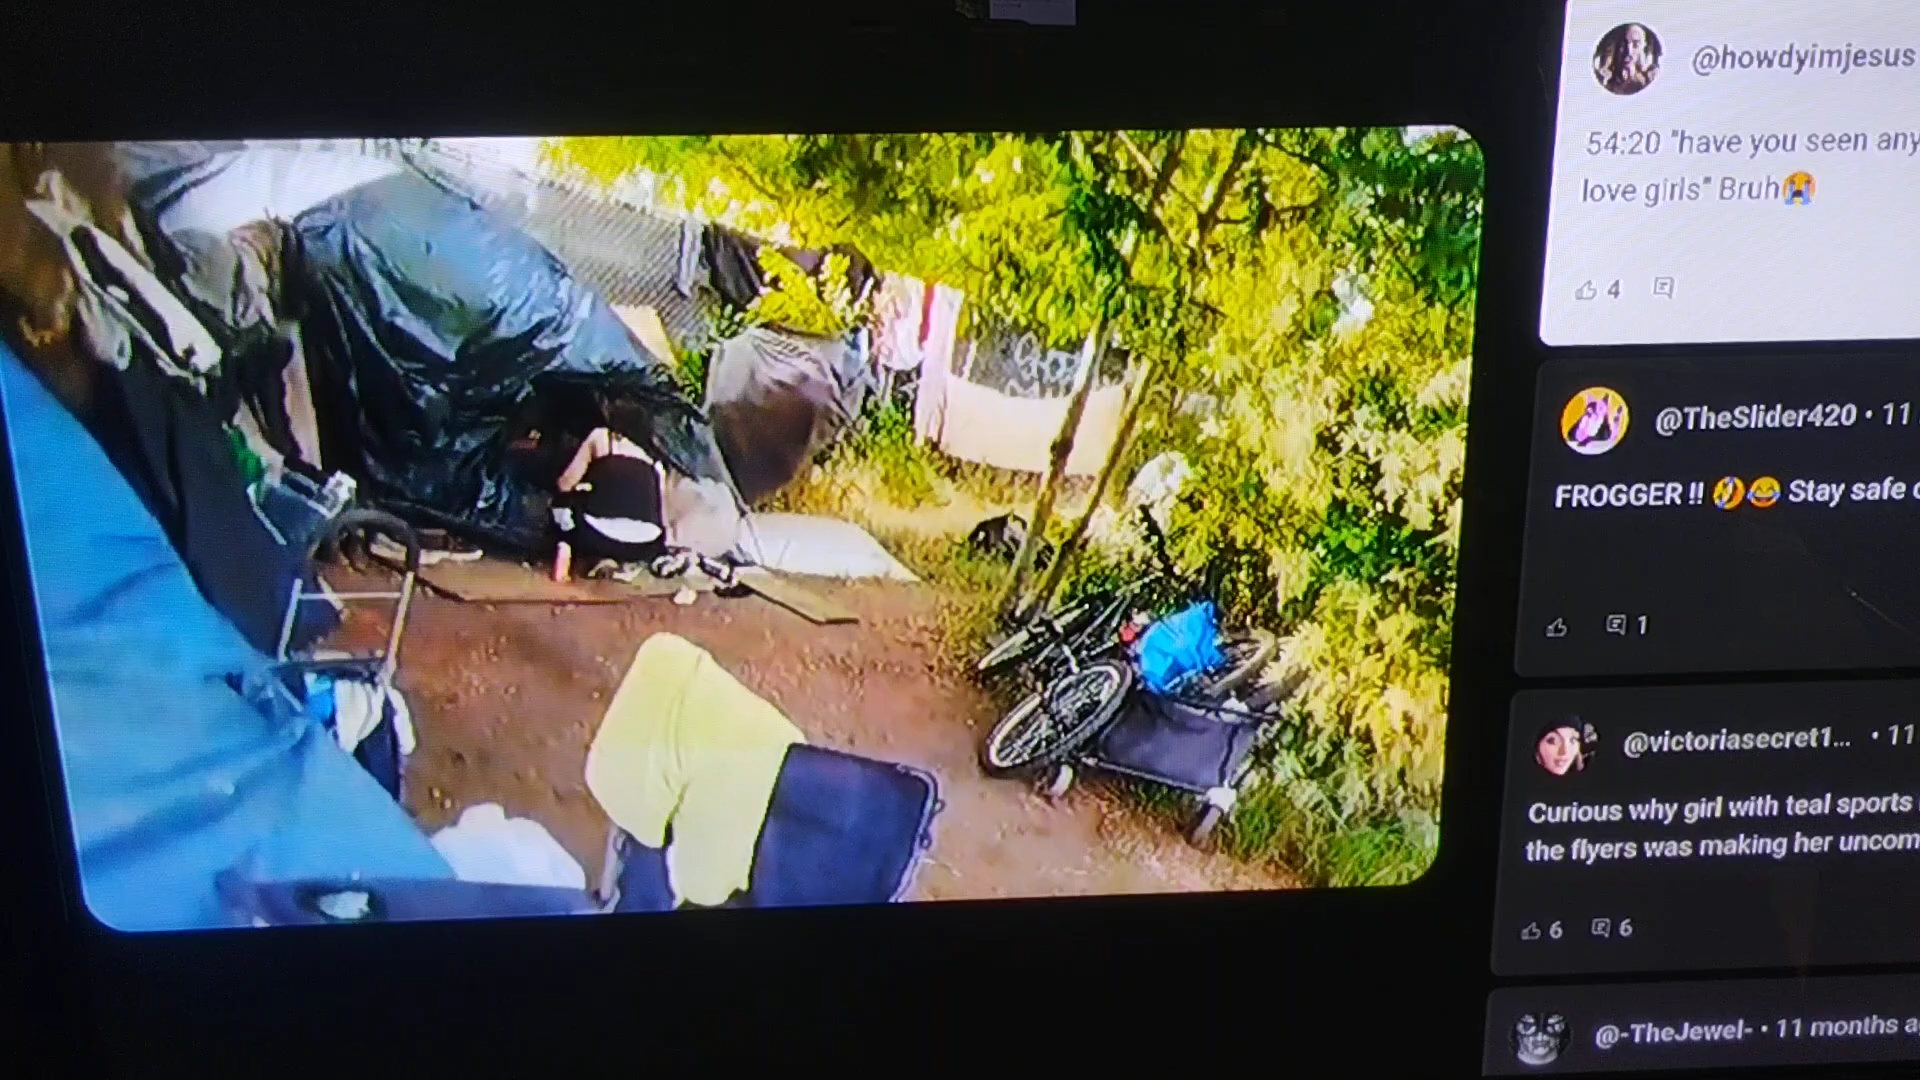 @howdyimjesus
54:20 "have you seen any
love girls" Bruh😭
4
@TheSlider420 • 11
FROGGER !! 🤣😂 Stay safe
1
@victoriasecret1... • 11
Curious why girl with teal sports
the flyers was making her uncom
6 6
@-TheJewel- • 11 months a